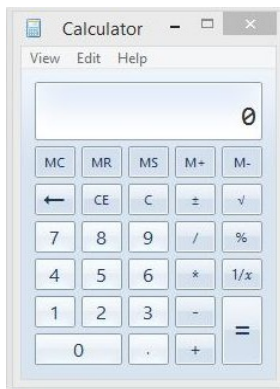 Calculator
View Edit Help
0
MC MR MS M+ M-
← CE C ± √
7 8 9 / %
4 5 6 * 1/x
1 2 3 - =
0 . +